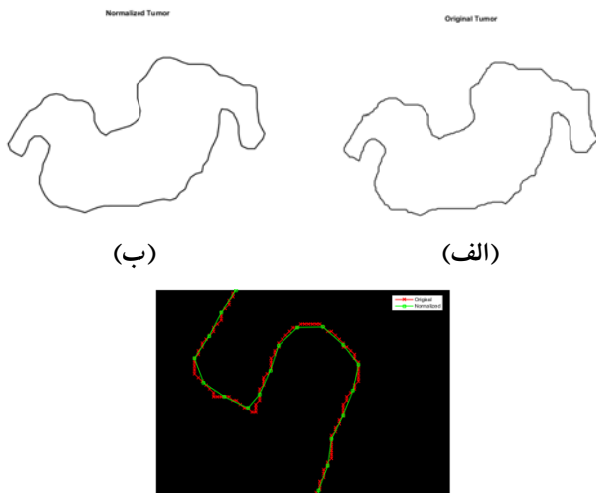 Normalized Tumor
Original Tumor
(ب)
(الف)
Original
Normalized